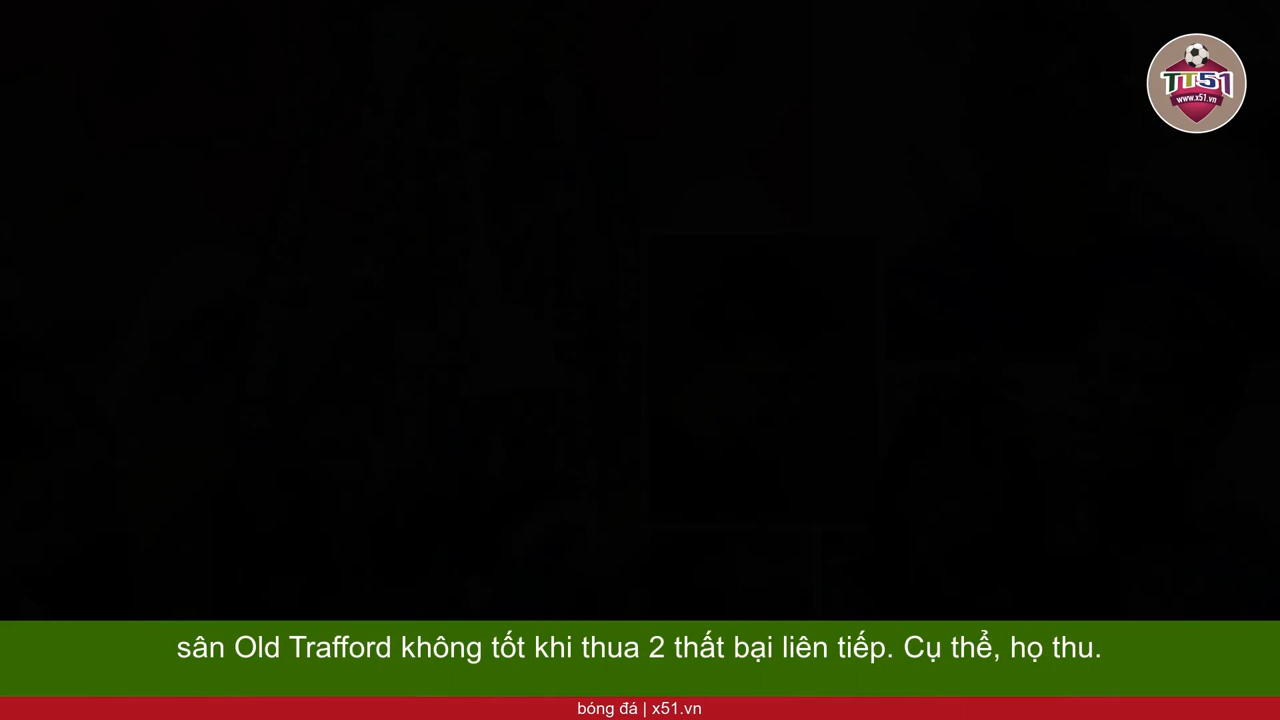 TT51
www.x51.vn
sân Old Trafford không tốt khi thua 2 thất bại liên tiếp. Cụ thể, họ thu.
bóng đá | x51.vn